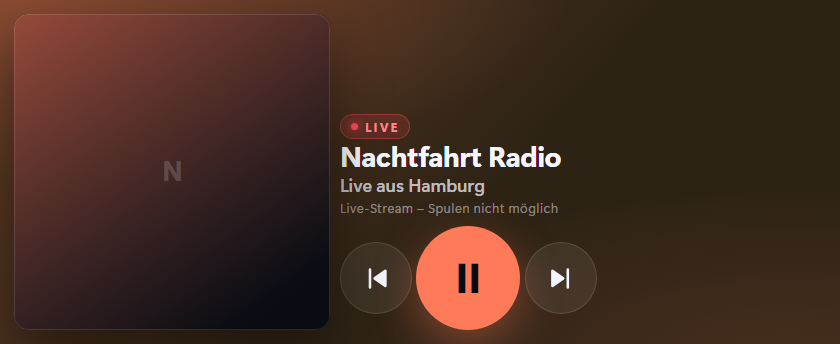 N
LIVE
Nachtfahrt Radio
Live aus Hamburg
Live-Stream – Spulen nicht möglich